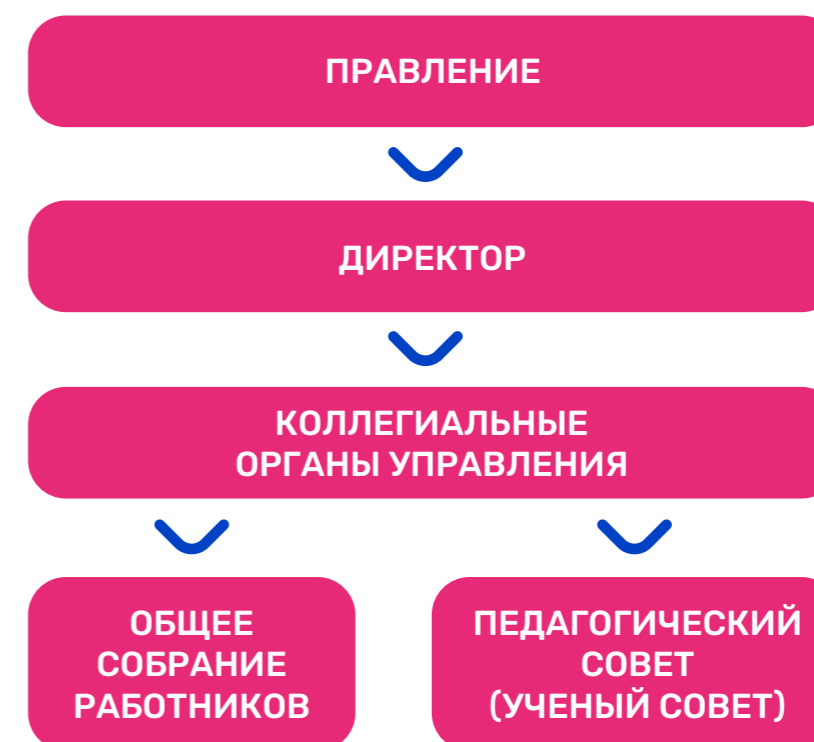 ПРАВЛЕНИЕ
ДИРЕКТОР
КОЛЛЕГИАЛЬНЫЕ
ОРГАНЫ УПРАВЛЕНИЯ
ОБЩЕЕ
СОБРАНИЕ
РАБОТНИКОВ
ПЕДАГОГИЧЕСКИЙ
СОВЕТ
(УЧЕНЫЙ СОВЕТ)